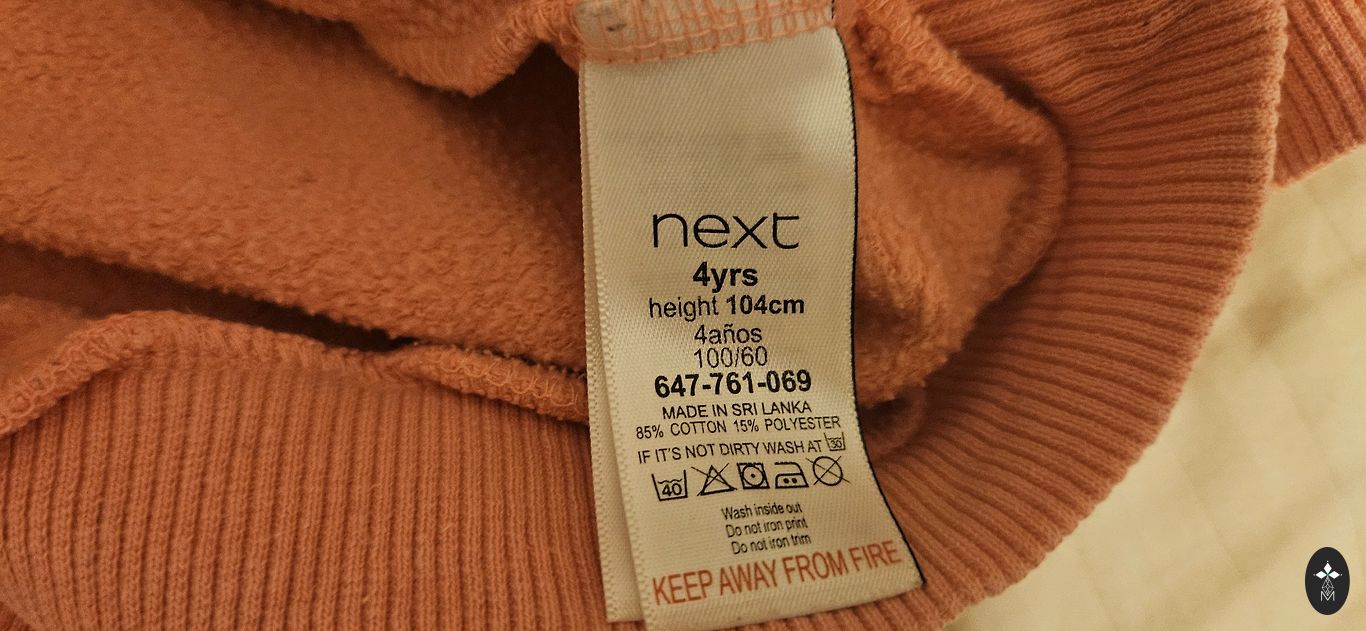 next
4yrs
height 104cm
4años
100/60
647-761-069
MADE IN SRI LANKA
85% COTTON 15% POLYESTER
IF IT'S NOT DIRTY WASH AT 30
40
Wash inside out
Do not iron print
Do not iron trim
KEEP AWAY FROM FIRE
M